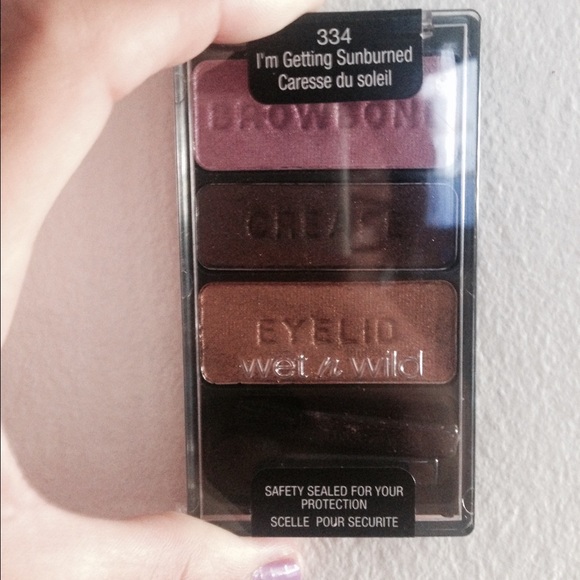 334
I'm Getting Sunburned
Caresse du soleil
BROWBONE
CREASE
EYELID
wet n wild
SAFETY SEALED FOR YOUR
PROTECTION
SCELLE POUR SECURITE